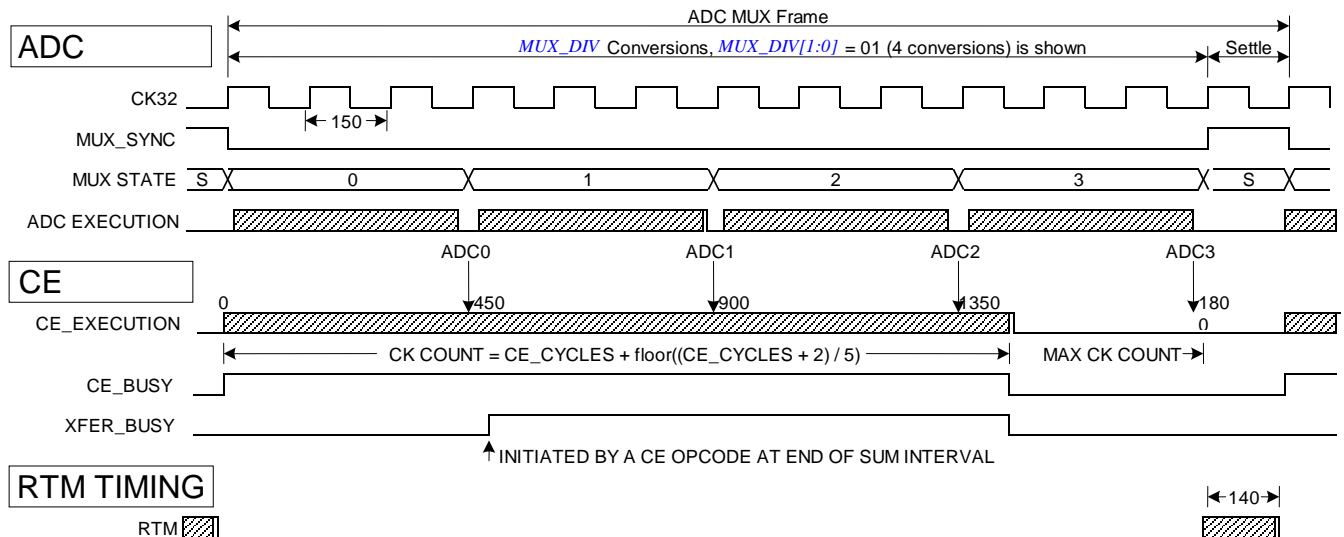 ADC MUX Frame
ADC
MUX_DIV Conversions, MUX_DIV[1:0] = 01 (4 conversions) is shown
Settle
CK32
150
MUX_SYNC
MUX STATE S 0 1 2 3 S
ADC EXECUTION
ADC0 ADC1 ADC2 ADC3
CE
0 450 900 1350 180
0
CE_EXECUTION
CK COUNT = CE_CYCLES + floor((CE_CYCLES + 2) / 5) MAX CK COUNT
CE_BUSY
XFER_BUSY
INITIATED BY A CE OPCODE AT END OF SUM INTERVAL
RTM TIMING
140
RTM